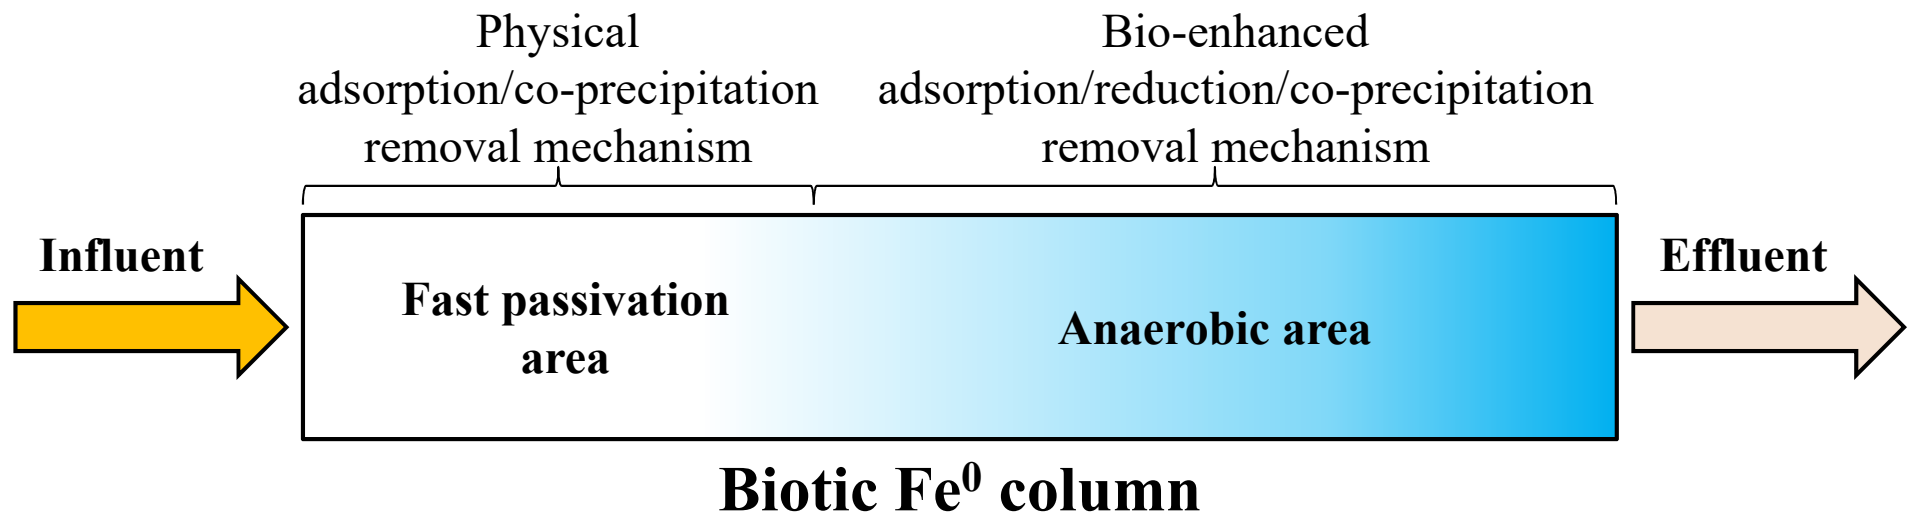 Physical
adsorption/co-precipitation
removal mechanism
Bio-enhanced
adsorption/reduction/co-precipitation
removal mechanism
Influent
Fast passivation
area
Anaerobic area
Effluent
Biotic Fe⁰ column